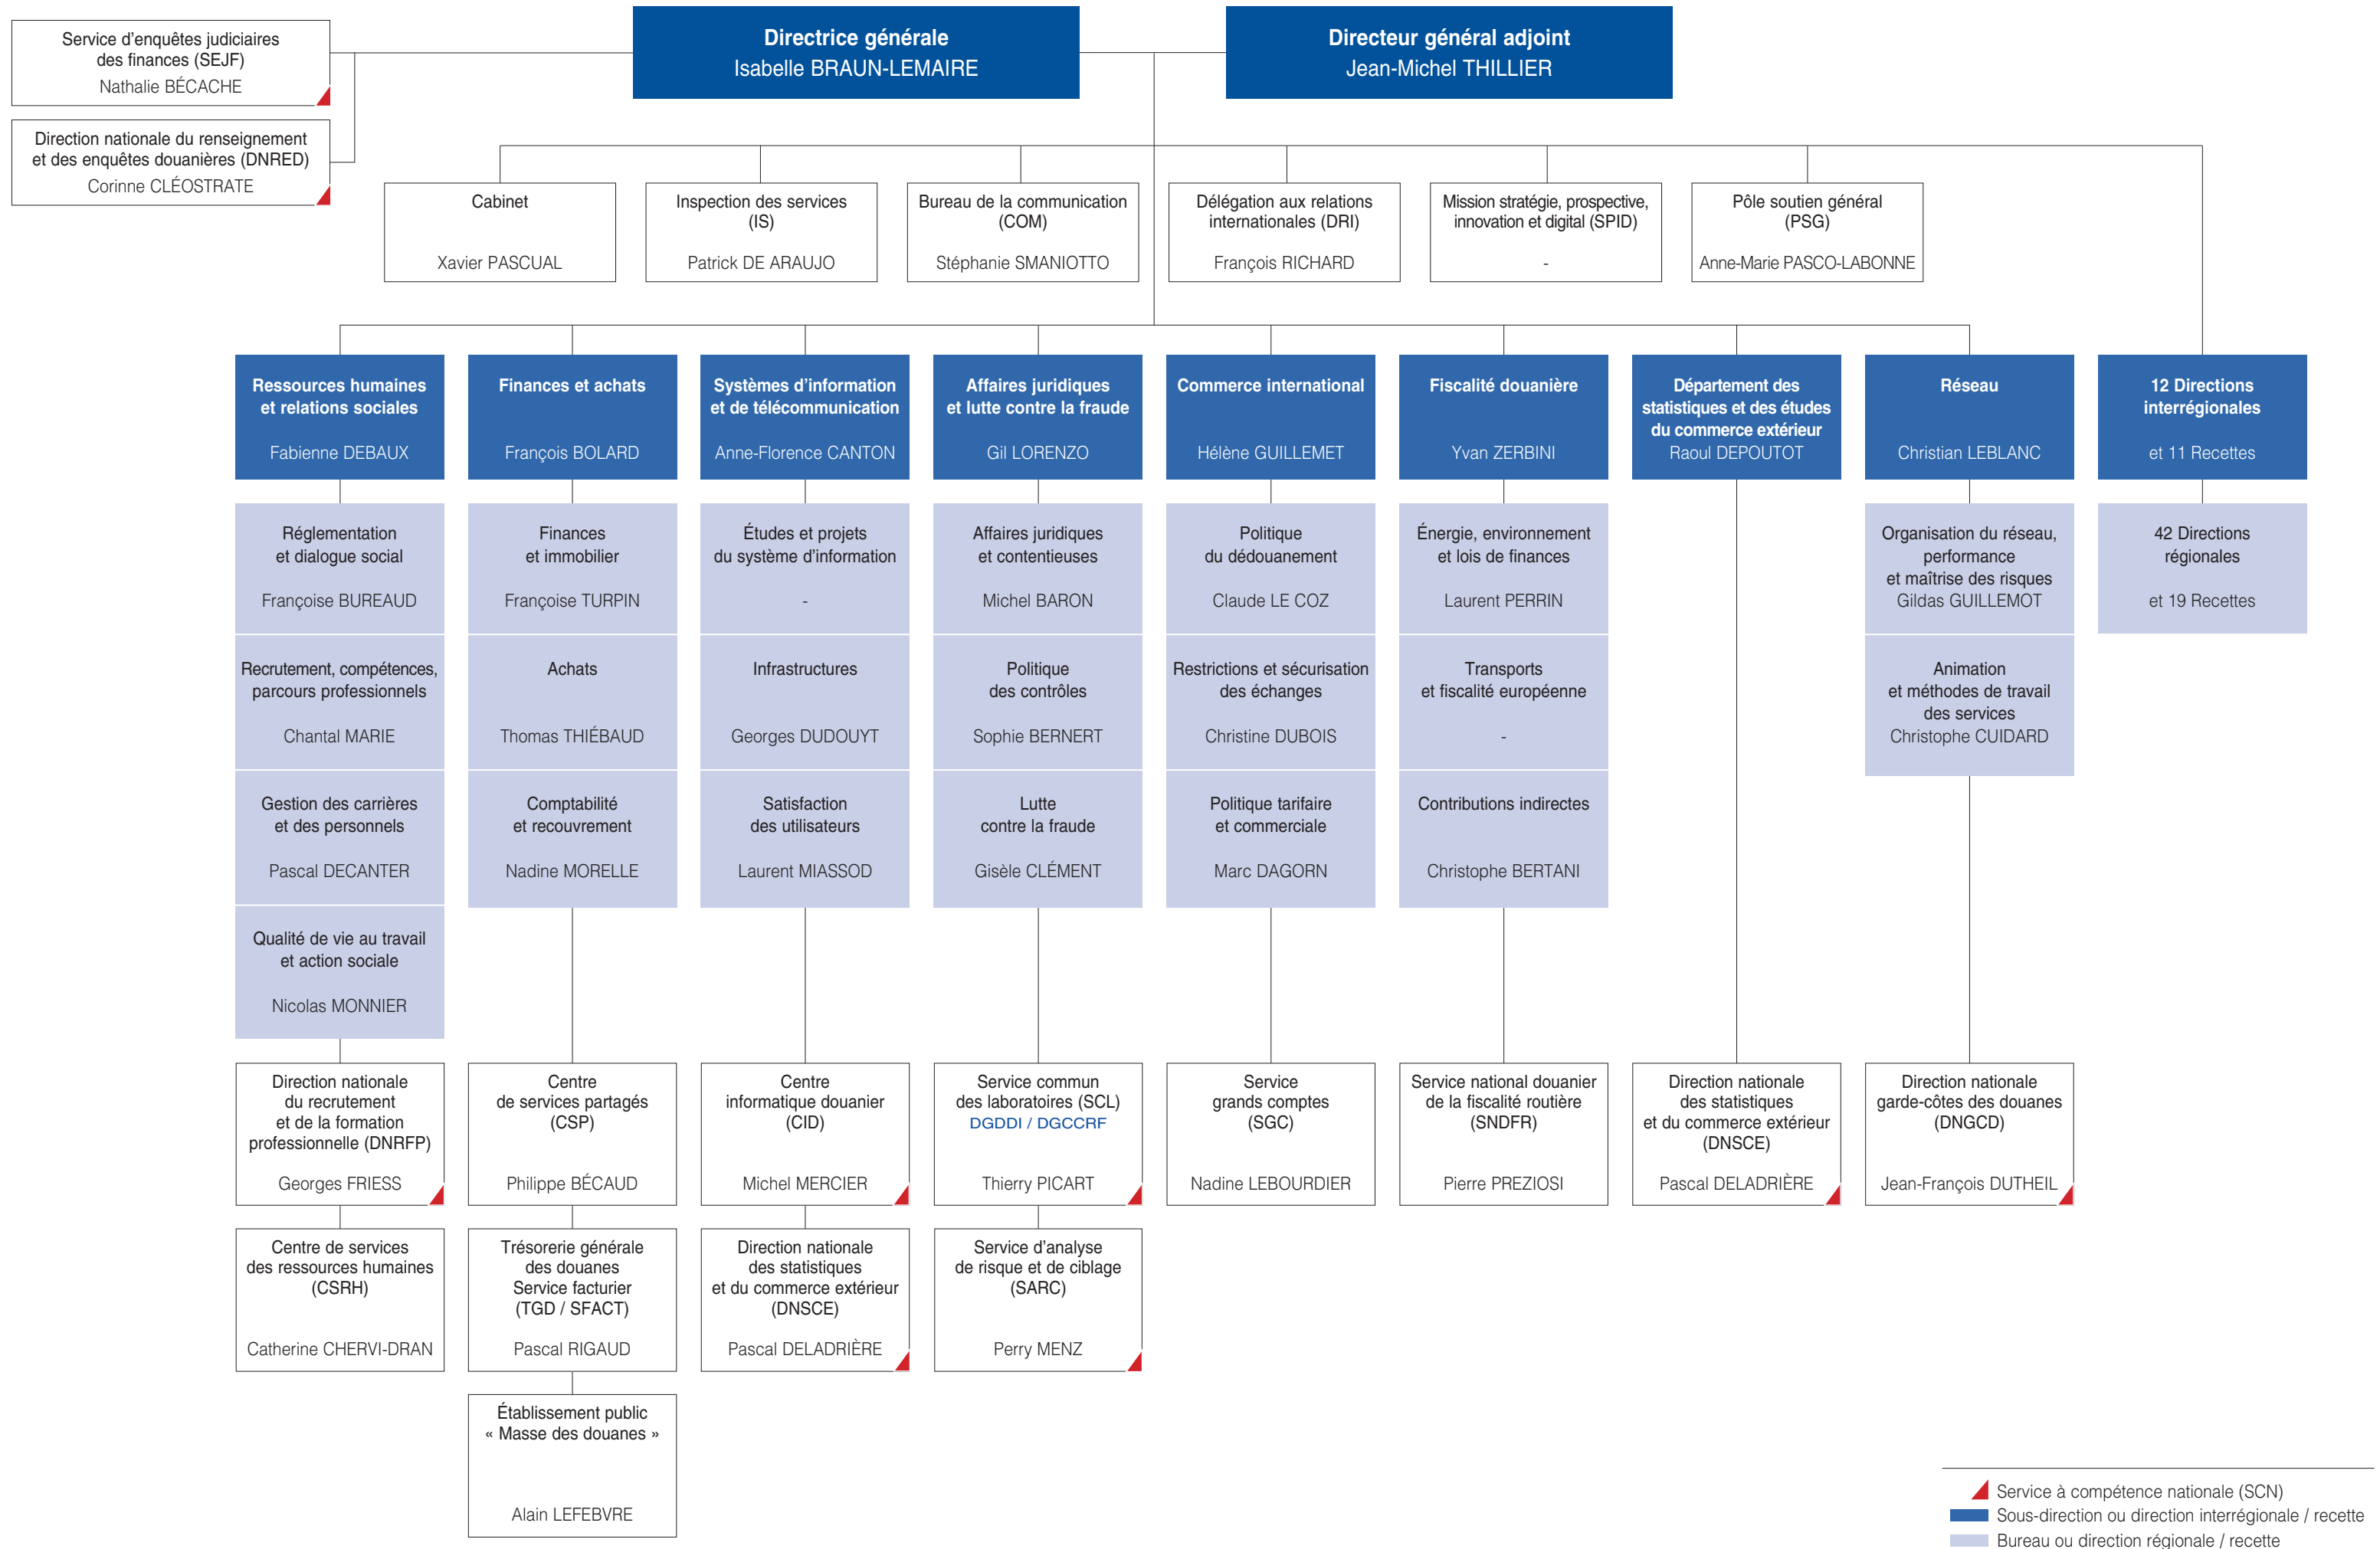 Service d'enquêtes judiciaires
des finances (SEJF)
Nathalie BÉCACHE
Direction nationale du renseignement
et des enquêtes douanières (DNRED)
Corinne CLÉOSTRATE
Directrice générale
Isabelle BRAUN-LEMAIRE
Directeur général adjoint
Jean-Michel THILLIER
Cabinet
Xavier PASCUAL
Inspection des services
(IS)
Patrick DE ARAUJO
Bureau de la communication
(COM)
Stéphanie SMANIOTTO
Délégation aux relations
internationales (DRI)
François RICHARD
Mission stratégie, prospective,
innovation et digital (SPID)
-
Pôle soutien général
(PSG)
Anne-Marie PASCO-LABONNE
Ressources humaines
et relations sociales
Fabienne DEBAUX
Réglementation
et dialogue social
Françoise BUREAUD
Recrutement, compétences,
parcours professionnels
Chantal MARIE
Gestion des carrières
et des personnels
Pascal DECANTER
Qualité de vie au travail
et action sociale
Nicolas MONNIER
Direction nationale
du recrutement
et de la formation
professionnelle (DNRFP)
Georges FRIESS
Centre de services
des ressources humaines
(CSRH)
Catherine CHERVI-DRAN
Finances et achats
François BOLARD
Finances
et immobilier
Françoise TURPIN
Achats
Thomas THIÉBAUD
Comptabilité
et recouvrement
Nadine MORELLE
Centre
de services partagés
(CSP)
Philippe BÉCAUD
Trésorerie générale
des douanes
Service facturier
(TGD / SFACT)
Pascal RIGAUD
Établissement public
« Masse des douanes »
Alain LEFEBVRE
Systèmes d'information
et de télécommunication
Anne-Florence CANTON
Études et projets
du système d'information
-
Infrastructures
Georges DUDOUYT
Satisfaction
des utilisateurs
Laurent MIASSOD
Centre
informatique douanier
(CID)
Michel MERCIER
Direction nationale
des statistiques
et du commerce extérieur
(DNSCE)
Pascal DELADRIÈRE
Affaires juridiques
et lutte contre la fraude
Gil LORENZO
Affaires juridiques
et contentieuses
Michel BARON
Politique
des contrôles
Sophie BERNERT
Lutte
contre la fraude
Gisèle CLÉMENT
Service commun
des laboratoires (SCL)
DGDDI / DGCCRF
Thierry PICART
Service d'analyse
de risque et de ciblage
(SARC)
Perry MENZ
Commerce international
Hélène GUILLEMET
Politique
du dédouanement
Claude LE COZ
Restrictions et sécurisation
des échanges
Christine DUBOIS
Politique tarifaire
et commerciale
Marc DAGORN
Service
grands comptes
(SGC)
Nadine LEBOURDIER
Fiscalité douanière
Yvan ZERBINI
Énergie, environnement
et lois de finances
Laurent PERRIN
Transports
et fiscalité européenne
-
Contributions indirectes
Christophe BERTANI
Service national douanier
de la fiscalité routière
(SNDFR)
Pierre PREZIOSI
Département des
statistiques et des études
du commerce extérieur
Raoul DEPOUTOT
Direction nationale
des statistiques
et du commerce extérieur
(DNSCE)
Pascal DELADRIÈRE
Réseau
Christian LEBLANC
Organisation du réseau,
performance
et maîtrise des risques
Gildas GUILLEMOT
Animation
et méthodes de travail
des services
Christophe CUIDARD
Direction nationale
garde-côtes des douanes
(DNGCD)
Jean-François DUTHEIL
12 Directions
interrégionales
et 11 Recettes
42 Directions
régionales
et 19 Recettes
Service à compétence nationale (SCN)
Sous-direction ou direction interrégionale / recette
Bureau ou direction régionale / recette